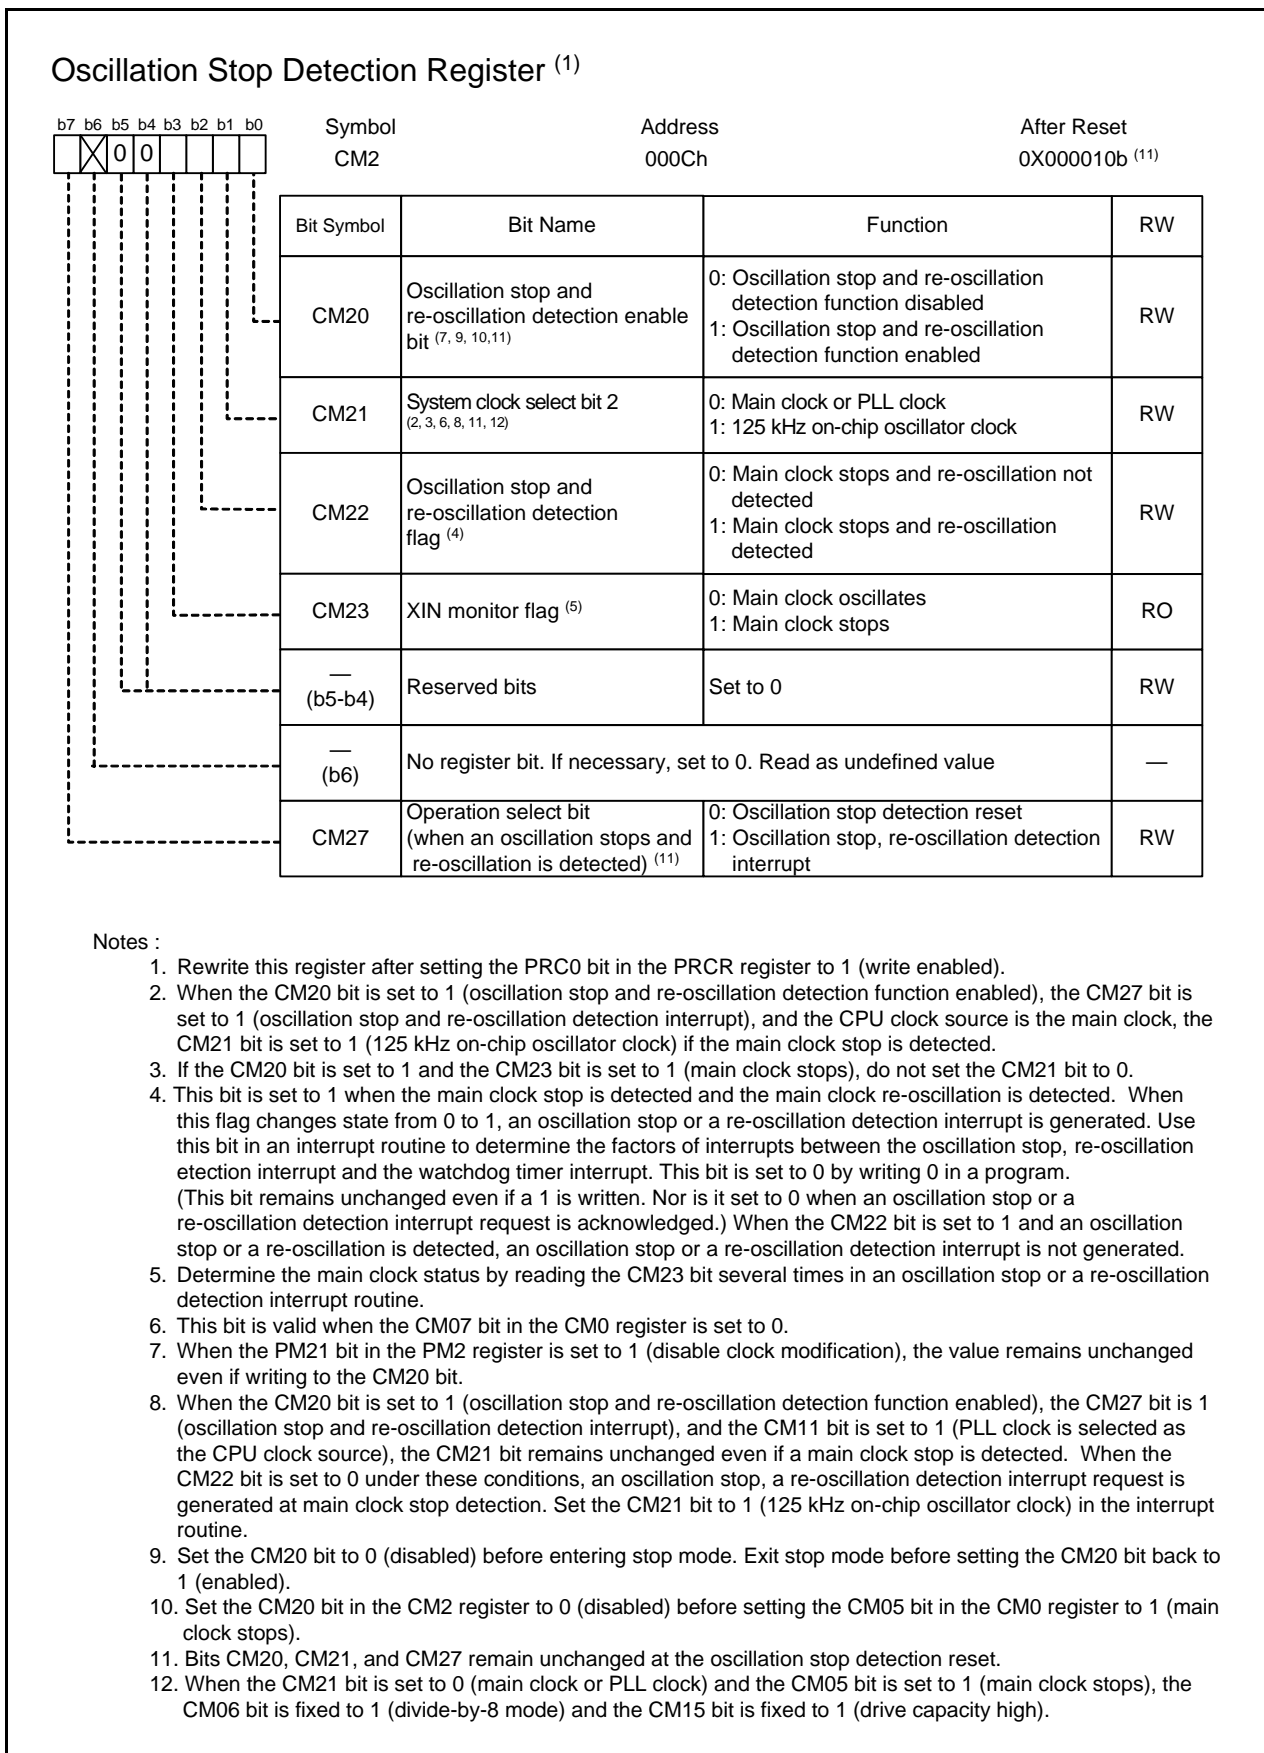 Oscillation Stop Detection Register (1)
b7 b6 b5 b4 b3 b2 b1 b0
Symbol Address After Reset
0 0
CM2 000Ch 0X000010b (11)
Bit Symbol Bit Name Function RW
CM20
Oscillation stop and
re-oscillation detection enable
bit (7, 9, 10,11)
0: Oscillation stop and re-oscillation
detection function disabled
1: Oscillation stop and re-oscillation
detection function enabled
RW
CM21
System clock select bit 2
(2, 3, 6, 8, 11, 12)
0: Main clock or PLL clock
1: 125 kHz on-chip oscillator clock
RW
CM22
Oscillation stop and
re-oscillation detection
flag (4)
0: Main clock stops and re-oscillation not
detected
1: Main clock stops and re-oscillation
detected
RW
CM23
XIN monitor flag (5)
0: Main clock oscillates
1: Main clock stops
RO
—
(b5-b4)
Reserved bits
Set to 0
RW
—
(b6)
No register bit. If necessary, set to 0. Read as undefined value
—
CM27
Operation select bit
(when an oscillation stops and
re-oscillation is detected) (11)
0: Oscillation stop detection reset
1: Oscillation stop, re-oscillation detection
interrupt
RW
Notes :
1. Rewrite this register after setting the PRC0 bit in the PRCR register to 1 (write enabled).
2. When the CM20 bit is set to 1 (oscillation stop and re-oscillation detection function enabled), the CM27 bit is
set to 1 (oscillation stop and re-oscillation detection interrupt), and the CPU clock source is the main clock, the
CM21 bit is set to 1 (125 kHz on-chip oscillator clock) if the main clock stop is detected.
3. If the CM20 bit is set to 1 and the CM23 bit is set to 1 (main clock stops), do not set the CM21 bit to 0.
4. This bit is set to 1 when the main clock stop is detected and the main clock re-oscillation is detected. When
this flag changes state from 0 to 1, an oscillation stop or a re-oscillation detection interrupt is generated. Use
this bit in an interrupt routine to determine the factors of interrupts between the oscillation stop, re-oscillation
etection interrupt and the watchdog timer interrupt. This bit is set to 0 by writing 0 in a program.
(This bit remains unchanged even if a 1 is written. Nor is it set to 0 when an oscillation stop or a
re-oscillation detection interrupt request is acknowledged.) When the CM22 bit is set to 1 and an oscillation
stop or a re-oscillation is detected, an oscillation stop or a re-oscillation detection interrupt is not generated.
5. Determine the main clock status by reading the CM23 bit several times in an oscillation stop or a re-oscillation
detection interrupt routine.
6. This bit is valid when the CM07 bit in the CM0 register is set to 0.
7. When the PM21 bit in the PM2 register is set to 1 (disable clock modification), the value remains unchanged
even if writing to the CM20 bit.
8. When the CM20 bit is set to 1 (oscillation stop and re-oscillation detection function enabled), the CM27 bit is 1
(oscillation stop and re-oscillation detection interrupt), and the CM11 bit is set to 1 (PLL clock is selected as
the CPU clock source), the CM21 bit remains unchanged even if a main clock stop is detected. When the
CM22 bit is set to 0 under these conditions, an oscillation stop, a re-oscillation detection interrupt request is
generated at main clock stop detection. Set the CM21 bit to 1 (125 kHz on-chip oscillator clock) in the interrupt
routine.
9. Set the CM20 bit to 0 (disabled) before entering stop mode. Exit stop mode before setting the CM20 bit back to
1 (enabled).
10. Set the CM20 bit in the CM2 register to 0 (disabled) before setting the CM05 bit in the CM0 register to 1 (main
clock stops).
11. Bits CM20, CM21, and CM27 remain unchanged at the oscillation stop detection reset.
12. When the CM21 bit is set to 0 (main clock or PLL clock) and the CM05 bit is set to 1 (main clock stops), the
CM06 bit is fixed to 1 (divide-by-8 mode) and the CM15 bit is fixed to 1 (drive capacity high).